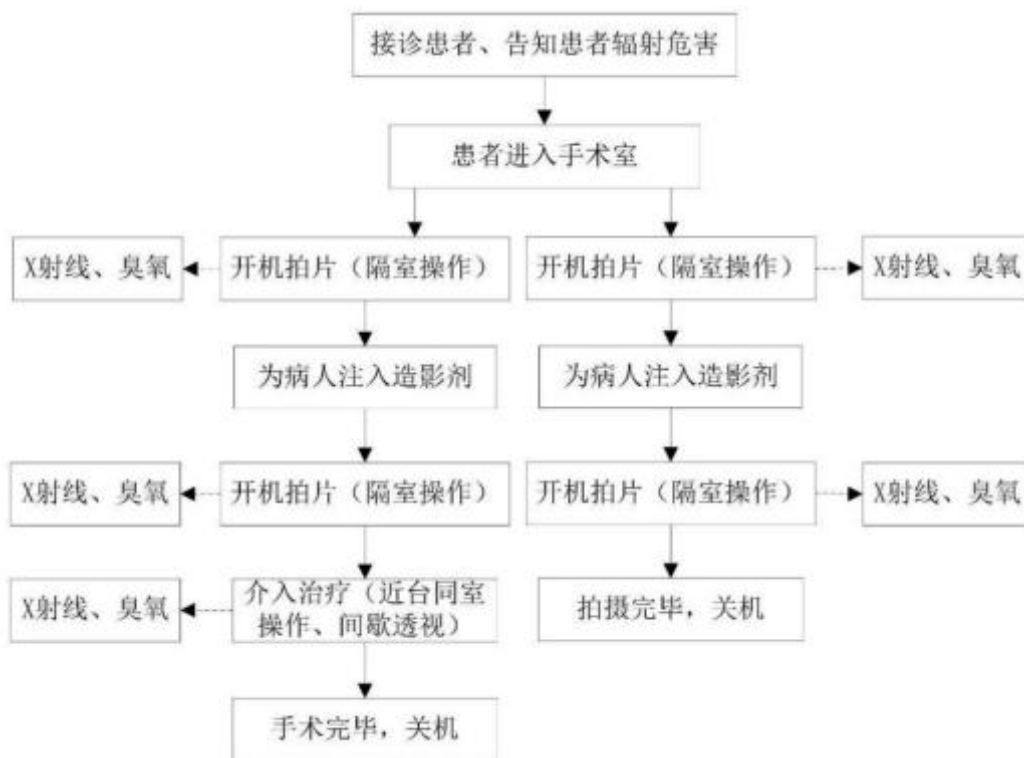 接诊患者、告知患者辐射危害
患者进入手术室
X射线、臭氧
开机拍片（隔室操作）
开机拍片（隔室操作）
X射线、臭氧
为病人注入造影剂
为病人注入造影剂
X射线、臭氧
开机拍片（隔室操作）
开机拍片（隔室操作）
X射线、臭氧
X射线、臭氧
介入治疗（近台同室
操作、间歇透视）
拍摄完毕，关机
手术完毕，关机